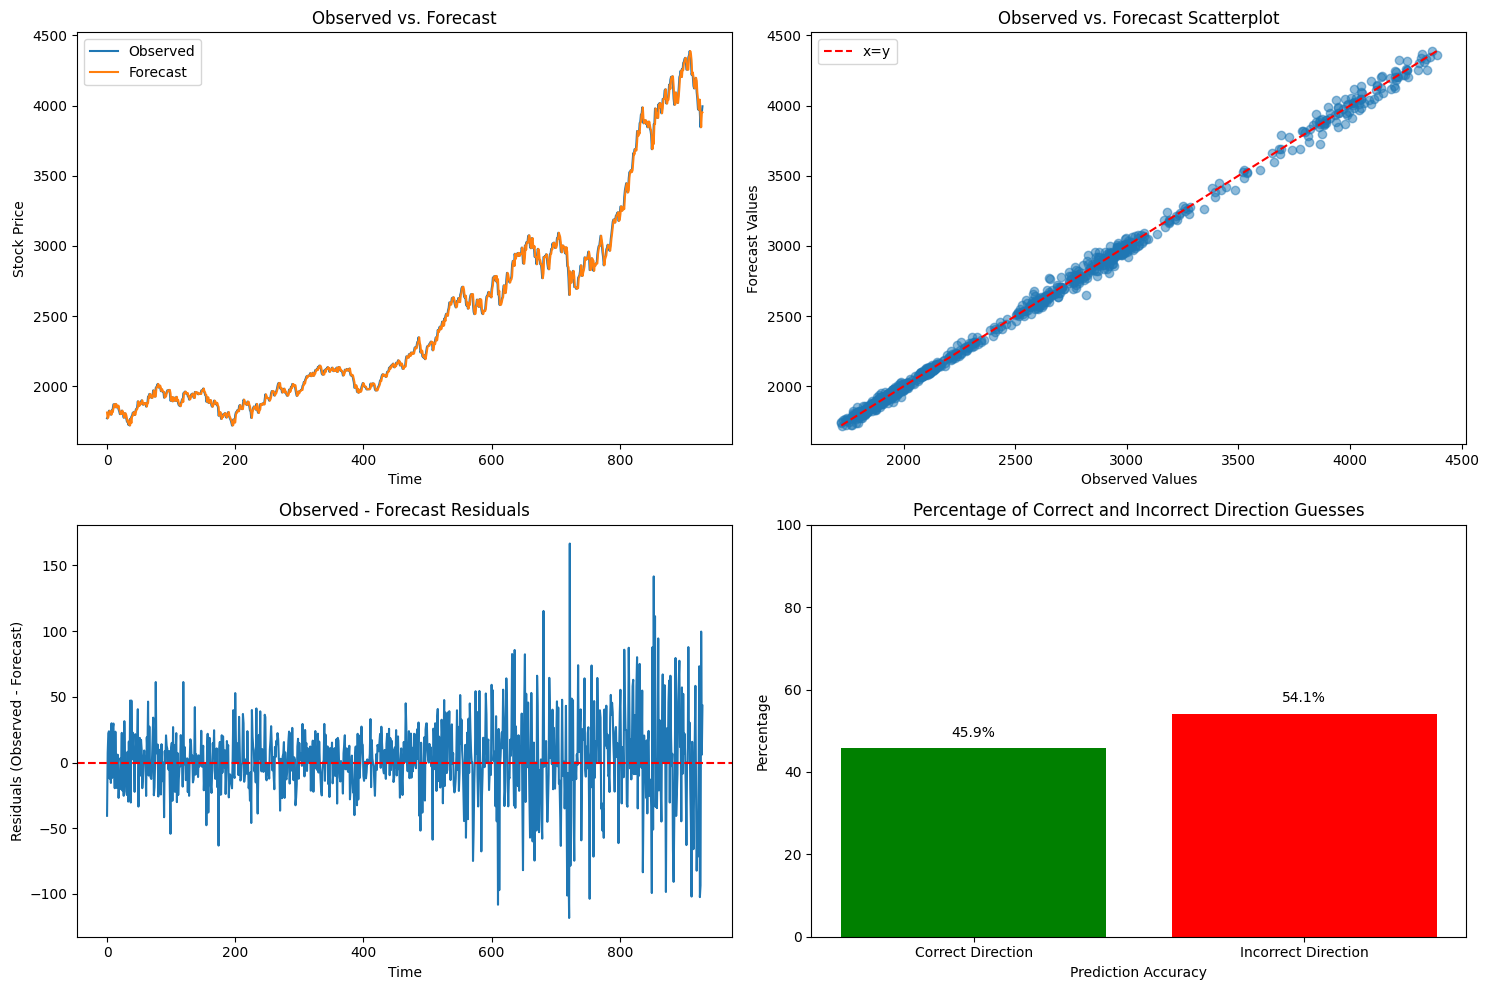 Observed vs. Forecast
Observed
Forecast
4500
4000
3500
3000
2500
2000
Stock Price
0 200 400 600 800
Time
Observed vs. Forecast Scatterplot
x=y
4500
4000
3500
3000
2500
2000
Forecast Values
2000 2500 3000 3500 4000 4500
Observed Values
Observed - Forecast Residuals
150
100
50
0
−50
−100
Residuals (Observed - Forecast)
0 200 400 600 800
Time
Percentage of Correct and Incorrect Direction Guesses
100
80
60
40
20
0
Percentage
45.9%
54.1%
Correct Direction Incorrect Direction
Prediction Accuracy